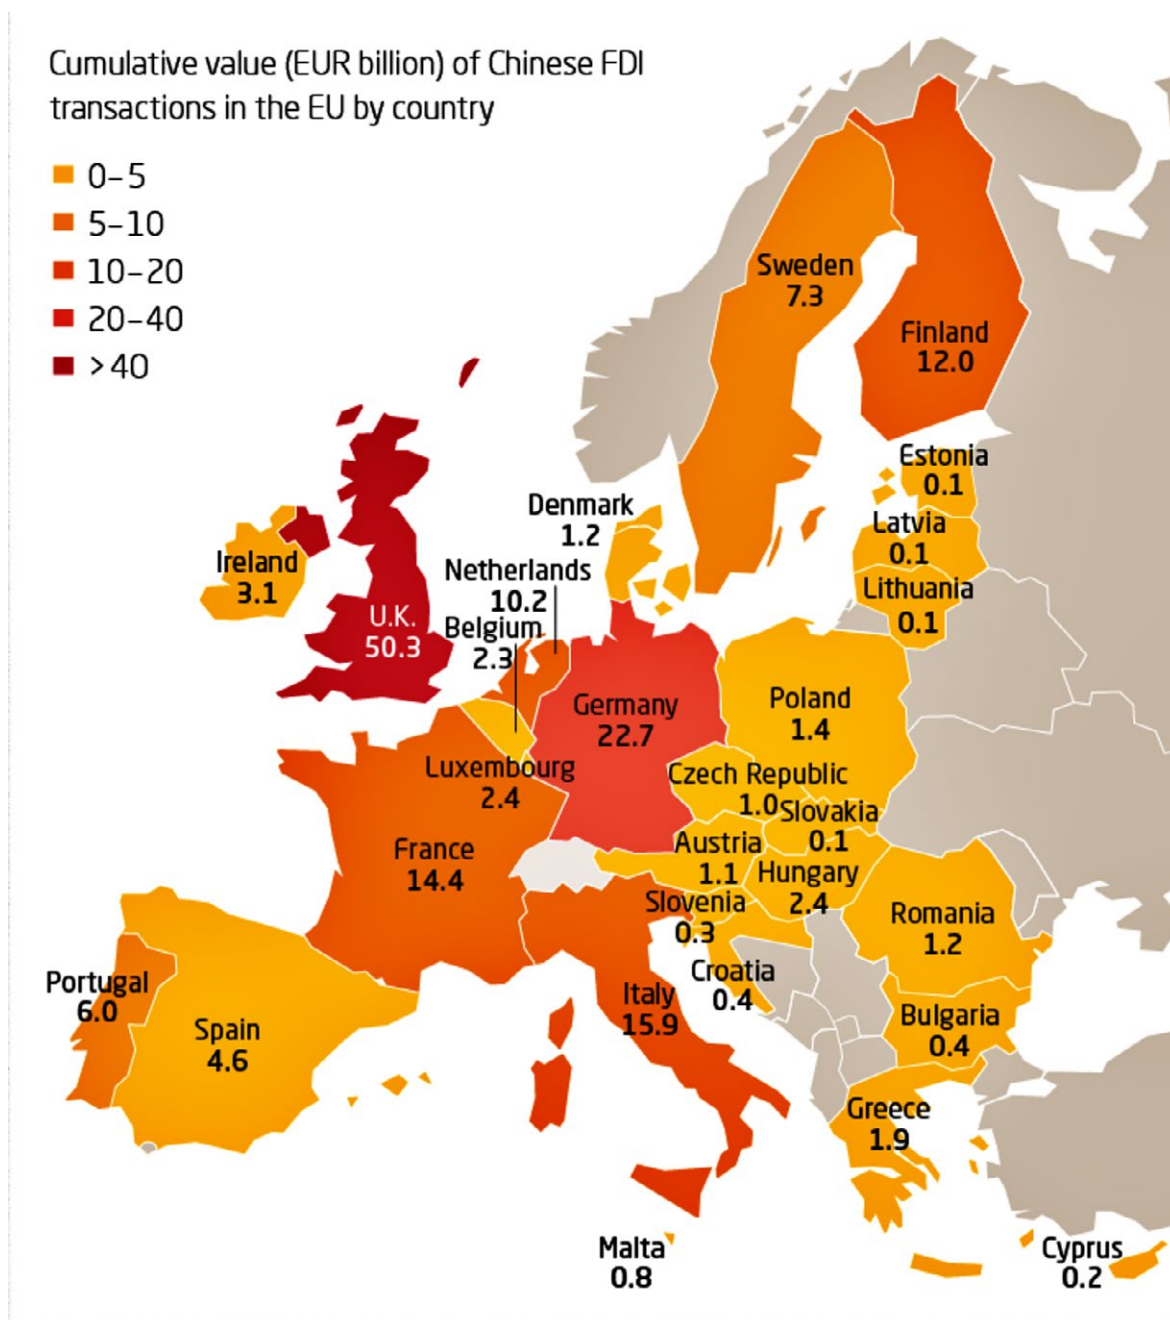 Cumulative value (EUR billion) of Chinese FDI
transactions in the EU by country
0–5
5–10
10–20
20–40
>40
Sweden
7.3
Finland
12.0
Estonia
0.1
Denmark
1.2
Latvia
0.1
Ireland
3.1
Netherlands
10.2
Lithuania
0.1
U.K.
50.3
Belgium
2.3
Germany
22.7
Poland
1.4
Luxembourg
2.4
Czech Republic
1.0
Slovakia
0.1
France
14.4
Austria
1.1
Hungary
2.4
Slovenia
0.3
Romania
1.2
Croatia
0.4
Portugal
6.0
Italy
15.9
Spain
4.6
Bulgaria
0.4
Greece
1.9
Malta
0.8
Cyprus
0.2